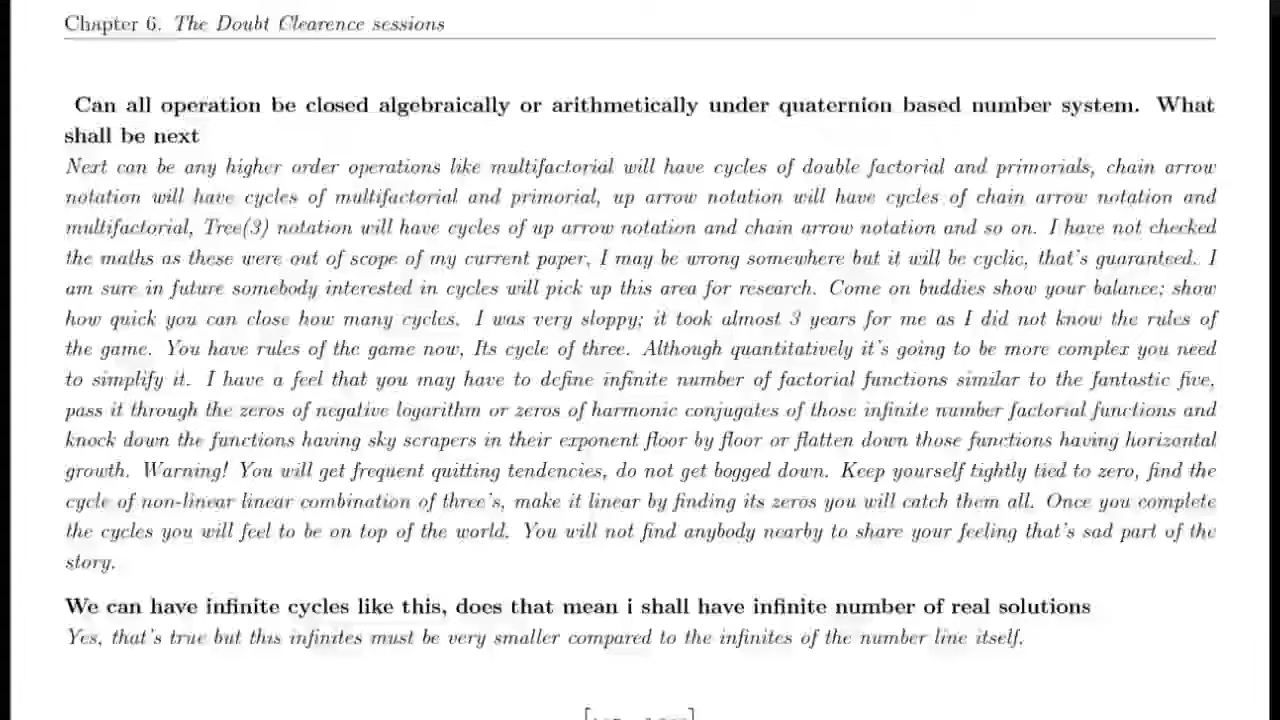 Chapter 6. The Doubt Clearence sessions
Can all operation be closed algebraically or arithmetically under quaternion based number system. What
shall be next
Next can be any higher order operations like multifactorial will have cycles of double factorial and primorials, chain arrow
notation will have cycles of multifactorial and primorial, up arrow notation will have cycles of chain arrow notation and
multifactorial, Tree(3) notation will have cycles of up arrow notation and chain arrow notation and so on. I have not checked
the maths as these were out of scope of my current paper, I may be wrong somewhere but it will be cyclic, that's guaranteed. I
am sure in future somebody interested in cycles will pick up this area for research. Come on buddies show your balance; show
how quick you can close how many cycles. I was very sloppy; it took almost 3 years for me as I did not know the rules of
the game. You have rules of the game now, Its cycle of three. Although quantitatively it's going to be more complex you need
to simplify it. I have a feel that you may have to define infinite number of factorial functions similar to the fantastic five,
pass it through the zeros of negative logarithm or zeros of harmonic conjugates of those infinite number factorial functions and
knock down the functions having sky scrapers in their exponent floor by floor or flatten down those functions having horizontal
growth. Warning! You will get frequent quitting tendencies, do not get bogged down. Keep yourself tightly tied to zero, find the
cycle of non-linear linear combination of three's, make it linear by finding its zeros you will catch them all. Once you complete
the cycles you will feel to be on top of the world. You will not find anybody nearby to share your feeling that's sad part of the
story.
We can have infinite cycles like this, does that mean i shall have infinite number of real solutions
Yes, that's true but this infinites must be very smaller compared to the infinites of the number line itself.